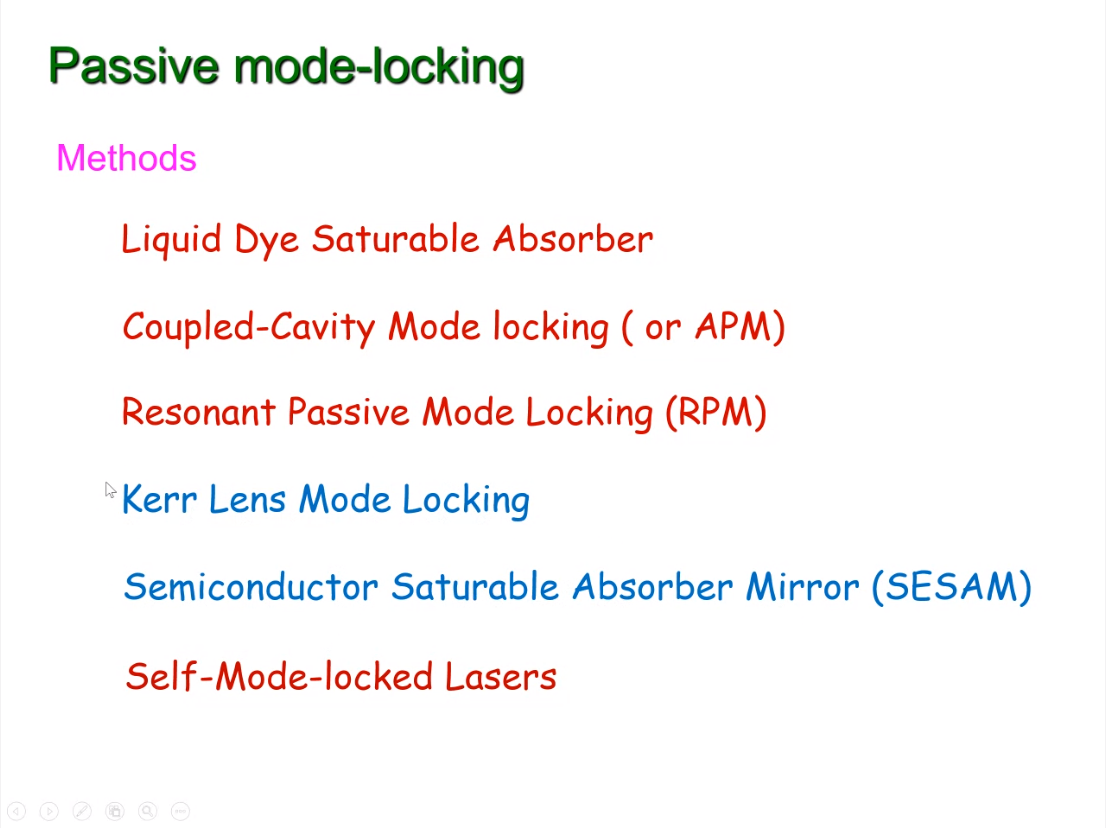 Passive mode-locking
Methods
Liquid Dye Saturable Absorber
Coupled-Cavity Mode locking ( or APM)
Resonant Passive Mode Locking (RPM)
Kerr Lens Mode Locking
Semiconductor Saturable Absorber Mirror (SESAM)
Self-Mode-locked Lasers